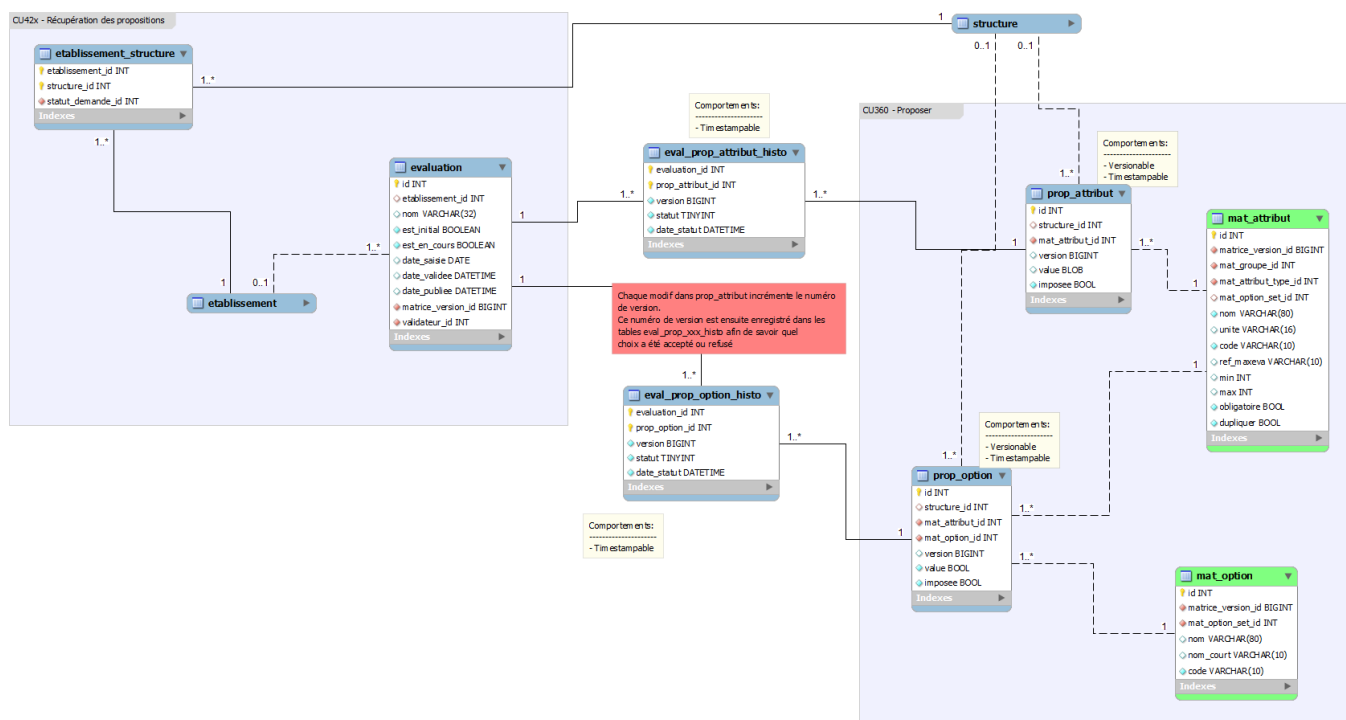 CU42x - Récupération des propositions
etablissement_structure
etablissement_id INT
structure_id INT
statut_demande_id INT
Indexes
1..*
1..*
1
structure
0..1
0..1
evaluation
id INT
etablissement_id INT
nom VARCHAR(32)
est_initial BOOLEAN
est_en_cours BOOLEAN
date_saisie DATE
date_validee DATETIME
date_publiee DATETIME
matrice_version_id BIGINT
validateur_id INT
Indexes
1
1
1..*
0..1
1
etablissement
Comportements:
---------------------
- Timestampable
eval_prop_attribut_histo
evaluation_id INT
prop_attribut_id INT
version BIGINT
statut TINYINT
date_statut DATETIME
Indexes
1..*
1..*
Chaque modif dans prop_attribut incrémente le numéro
de version.
Ce numéro de version est ensuite enregistré dans les
tables eval_prop_xxx_histo afin de savoir quel
choix a été accepté ou refusé
1..*
eval_prop_option_histo
evaluation_id INT
prop_option_id INT
version BIGINT
statut TINYINT
date_statut DATETIME
Indexes
1..*
Comportements:
---------------------
- Timestampable
CU360 - Proposer
Comportements:
---------------------
- Versionable
- Timestampable
1..*
prop_attribut
id INT
structure_id INT
mat_attribut_id INT
version BIGINT
value BLOB
imposee BOOL
Indexes
1
1..*
1
mat_attribut
id INT
matrice_version_id BIGINT
mat_groupe_id INT
mat_attribut_type_id INT
mat_option_set_id INT
nom VARCHAR(80)
unite VARCHAR(16)
code VARCHAR(10)
ref_maxeva VARCHAR(10)
min INT
max INT
obligatoire BOOL
dupliquer BOOL
Indexes
1
Comportements:
---------------------
- Versionable
- Timestampable
1..*
prop_option
id INT
structure_id INT
mat_attribut_id INT
mat_option_id INT
version BIGINT
value BOOL
imposee BOOL
Indexes
1
1..*
1..*
1
mat_option
id INT
matrice_version_id BIGINT
mat_option_set_id INT
nom VARCHAR(80)
nom_court VARCHAR(10)
code VARCHAR(10)
Indexes